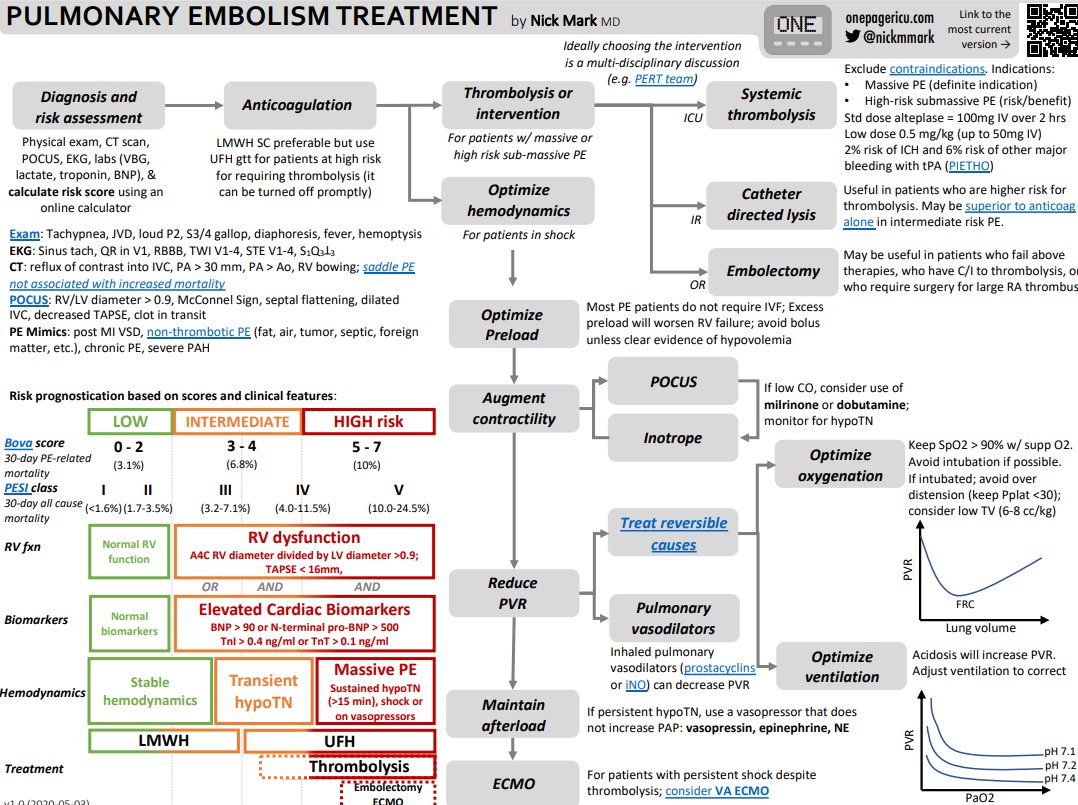 PULMONARY EMBOLISM TREATMENT by Nick Mark MD
ONE
onepagericu.com
@nickmmark
Link to the
most current
version →
Ideally choosing the intervention
is a multi-disciplinary discussion
(e.g. PERT team)
Diagnosis and
risk assessment
Physical exam, CT scan,
POCUS, EKG, labs (VBG,
lactate, troponin, BNP), &
calculate risk score using an
online calculator
Anticoagulation
LMWH SC preferable but use
UFH gtt for patients at high risk
for requiring thrombolysis (it
can be turned off promptly)
Thrombolysis or
intervention
For patients w/ massive or
high risk sub-massive PE
Optimize
hemodynamics
For patients in shock
ICU
Systemic
thrombolysis
Exclude contraindications. Indications:
• Massive PE (definite indication)
• High-risk submassive PE (risk/benefit)
Std dose alteplase = 100mg IV over 2 hrs
Low dose 0.5 mg/kg (up to 50mg IV)
2% risk of ICH and 6% risk of other major
bleeding with tPA (PIETHO)
IR
Catheter
directed lysis
Useful in patients who are higher risk for
thrombolysis. May be superior to anticoag
alone in intermediate risk PE.
OR
Embolectomy
May be useful in patients who fail above
therapies, who have C/I to thrombolysis, or
who require surgery for large RA thrombus
Exam: Tachypnea, JVD, loud P2, S3/4 gallop, diaphoresis, fever, hemoptysis
EKG: Sinus tach, QR in V1, RBBB, TWI V1-4, STE V1-4, S1Q3T3
CT: reflux of contrast into IVC, PA > 30 mm, PA > Ao, RV bowing; saddle PE
not associated with increased mortality
POCUS: RV/LV diameter > 0.9, McConnel Sign, septal flattening, dilated
IVC, decreased TAPSE, clot in transit
PE Mimics: post MI VSD, non-thrombotic PE (fat, air, tumor, septic, foreign
matter, etc.), chronic PE, severe PAH
Optimize
Preload
Most PE patients do not require IVF; Excess
preload will worsen RV failure; avoid bolus
unless clear evidence of hypovolemia
Augment
contractility
POCUS
Inotrope
If low CO, consider use of
milrinone or dobutamine;
monitor for hypoTN
Reduce
PVR
Treat reversible
causes
Pulmonary
vasodilators
Inhaled pulmonary
vasodilators (prostacyclins
or iNO) can decrease PVR
Optimize
oxygenation
Keep SpO2 > 90% w/ supp O2.
Avoid intubation if possible.
If intubated; avoid over
distension (keep Pplat <30);
consider low TV (6-8 cc/kg)
PVR
FRC
Lung volume
Optimize
ventilation
Acidosis will increase PVR.
Adjust ventilation to correct
PVR
pH 7.1
pH 7.2
pH 7.4
PaO2
Maintain
afterload
If persistent hypoTN, use a vasopressor that does
not increase PAP: vasopressin, epinephrine, NE
ECMO
For patients with persistent shock despite
thrombolysis; consider VA ECMO
Risk prognostication based on scores and clinical features:
LOW INTERMEDIATE HIGH risk
Bova score
30-day PE-related
mortality
0 - 2 3 - 4 5 - 7
(3.1%) (6.8%) (10%)
PESI class
30-day all cause
mortality
I II III IV V
(<1.6%) (1.7-3.5%) (3.2-7.1%) (4.0-11.5%) (10.0-24.5%)
RV fxn
Normal RV
function
RV dysfunction
A4C RV diameter divided by LV diameter >0.9;
TAPSE < 16mm,
OR AND AND
Biomarkers
Normal
biomarkers
Elevated Cardiac Biomarkers
BNP > 90 or N-terminal pro-BNP > 500
TnI > 0.4 ng/ml or TnT > 0.1 ng/ml
Hemodynamics
Stable
hemodynamics
Transient
hypoTN
Massive PE
Sustained hypoTN
(>15 min), shock or
on vasopressors
LMWH UFH
Treatment
Thrombolysis
Embolectomy
ECMO
v1.0 (2020-05-03)